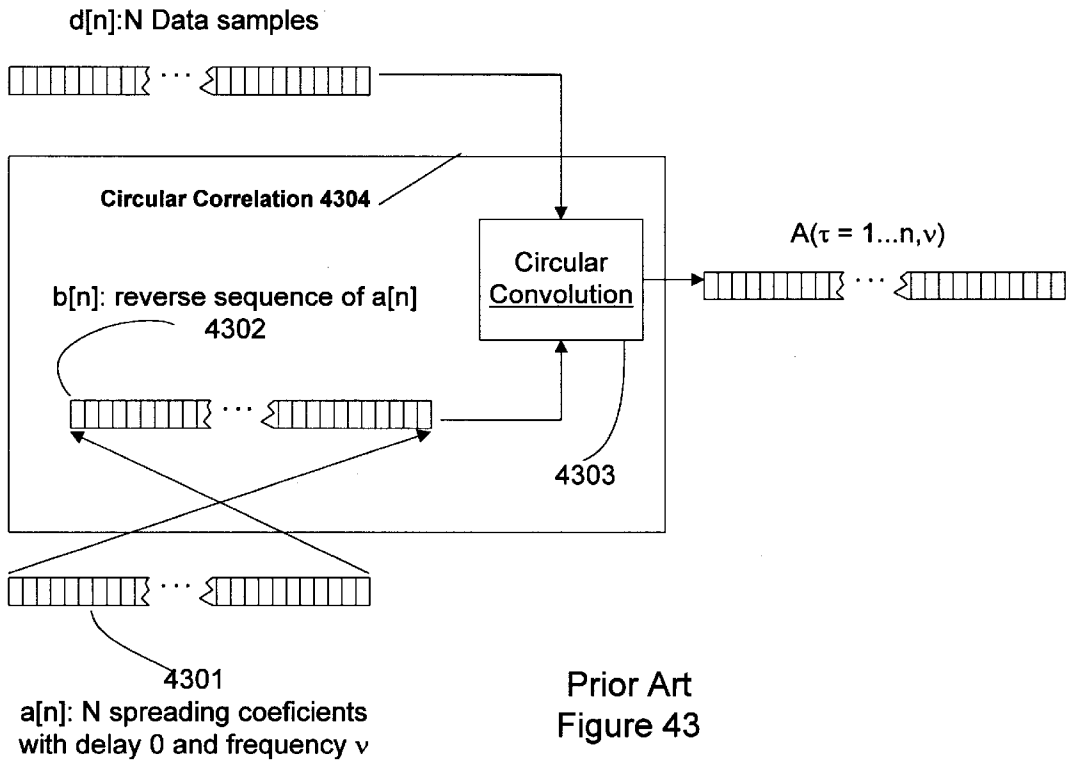 d[n]:N Data samples
. . .
Circular Correlation 4304
Circular
Convolution
A(τ = 1...n,ν)
. . .
b[n]: reverse sequence of a[n]
4302
. . .
4303
. . .
4301
a[n]: N spreading coeficients
with delay 0 and frequency ν
Prior Art
Figure 43